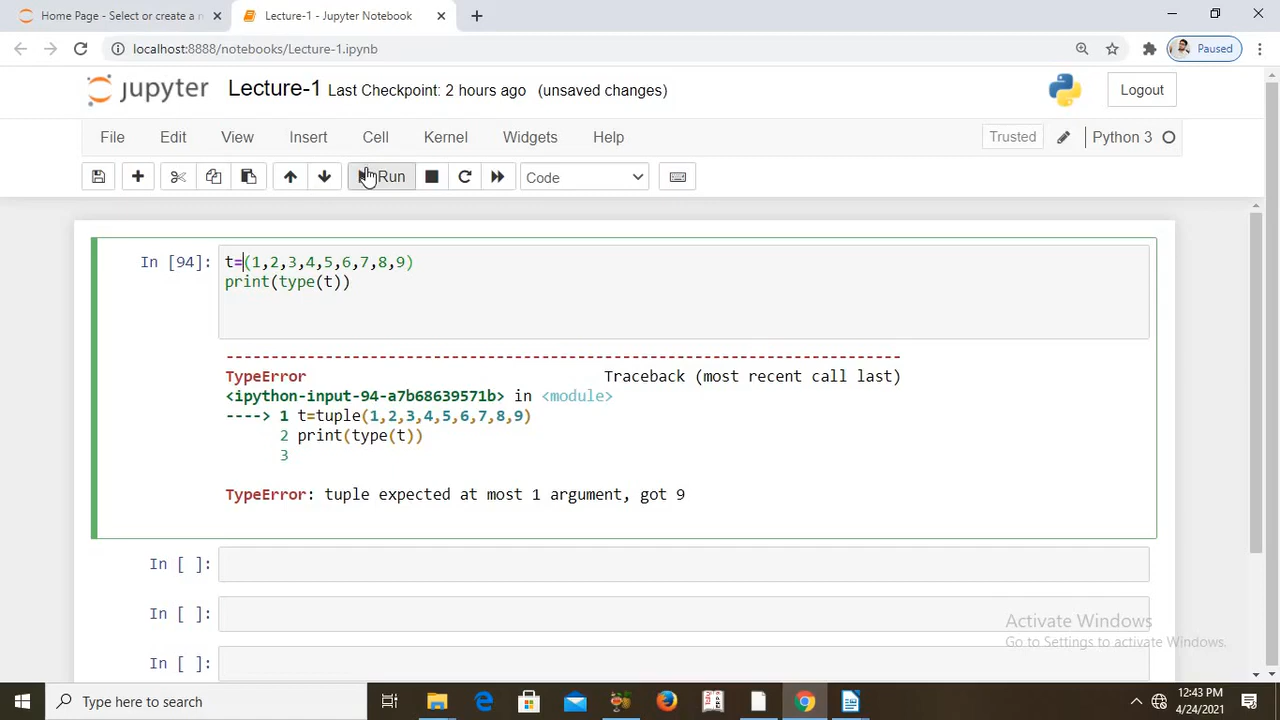 Home Page - Select or create a n
Lecture-1 - Jupyter Notebook
localhost:8888/notebooks/Lecture-1.ipynb
Paused
jupyter Lecture-1 Last Checkpoint: 2 hours ago (unsaved changes)
Logout
File Edit View Insert Cell Kernel Widgets Help
Trusted
Python 3
Run
Code
In [94]: t=(1,2,3,4,5,6,7,8,9)
print(type(t))
---------------------------------------------------------------------------
TypeError Traceback (most recent call last)
<ipython-input-94-a7b68639571b> in <module>
----> 1 t=tuple(1,2,3,4,5,6,7,8,9)
2 print(type(t))
3
TypeError: tuple expected at most 1 argument, got 9
In [ ]:
In [ ]:
In [ ]:
Activate Windows
Go to Settings to activate Windows.
Type here to search
12:43 PM
4/24/2021